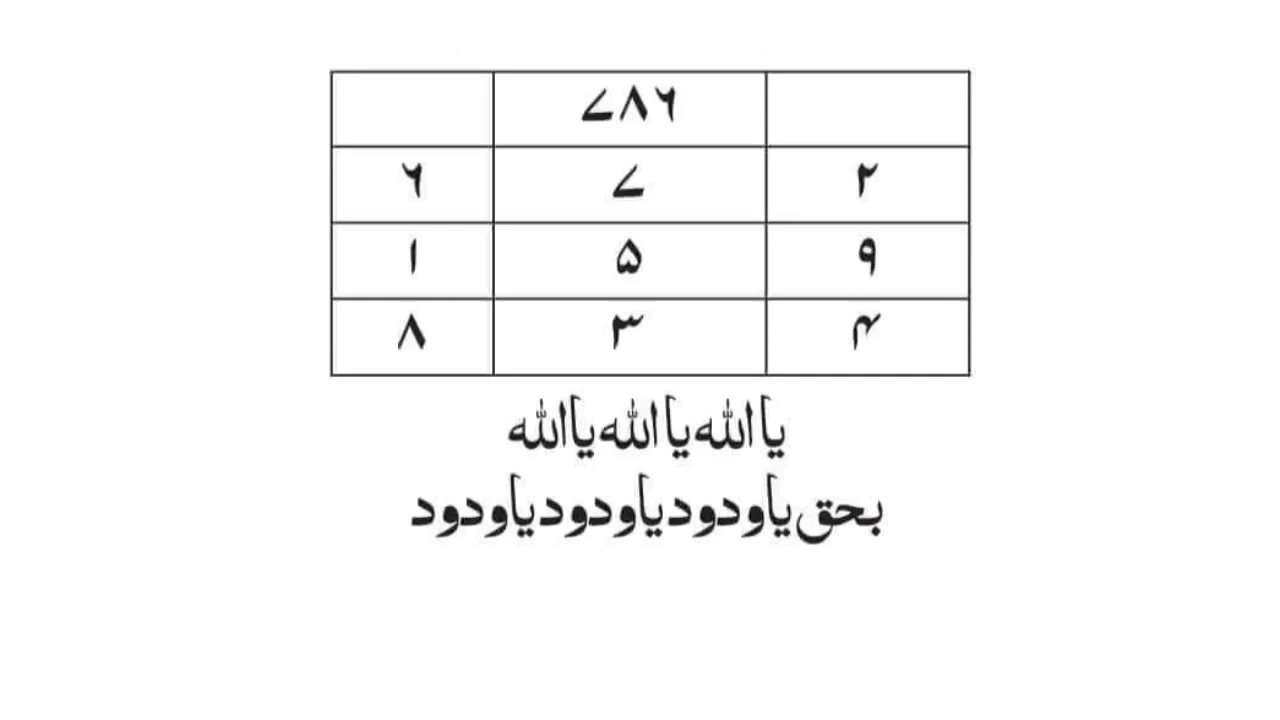 ۷۸۶
۶ ۷ ۲
۱ ۵ ۹
۸ ۳ ۴
یا اللہ یا اللہ یا اللہ
بحق یا ودود یا ودود یا ودود